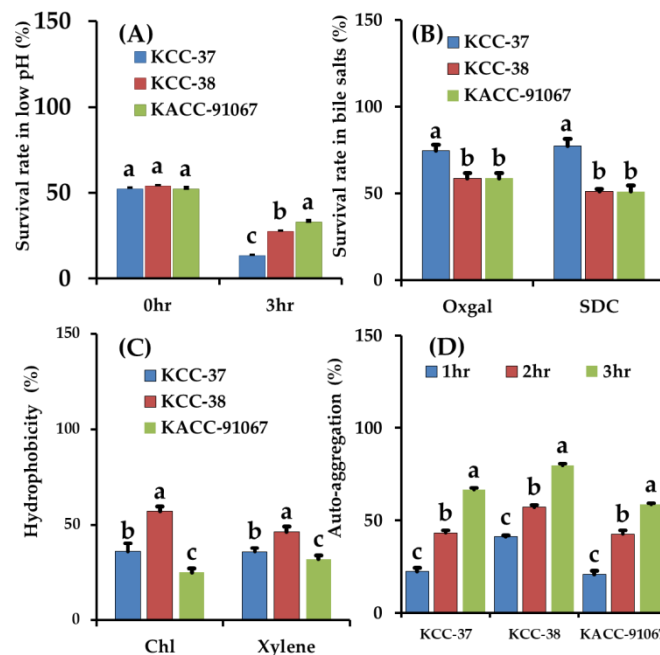 (A)
KCC-37
KCC-38
KACC-91067
Survival rate in low pH (%)
150
100
50
0
a a a
c b a
0hr 3hr
(B)
KCC-37
KCC-38
KACC-91067
Survival rate in bile salts (%)
150
100
50
0
a b b
a b b
Oxgal SDC
(C)
KCC-37
KCC-38
KACC-91067
Hydrophobicity (%)
150
100
50
0
b a c
b a c
Chl Xylene
(D)
1hr 2hr 3hr
Auto-aggregation (%)
150
100
50
0
c b a
c b a
c b a
KCC-37 KCC-38 KACC-91067